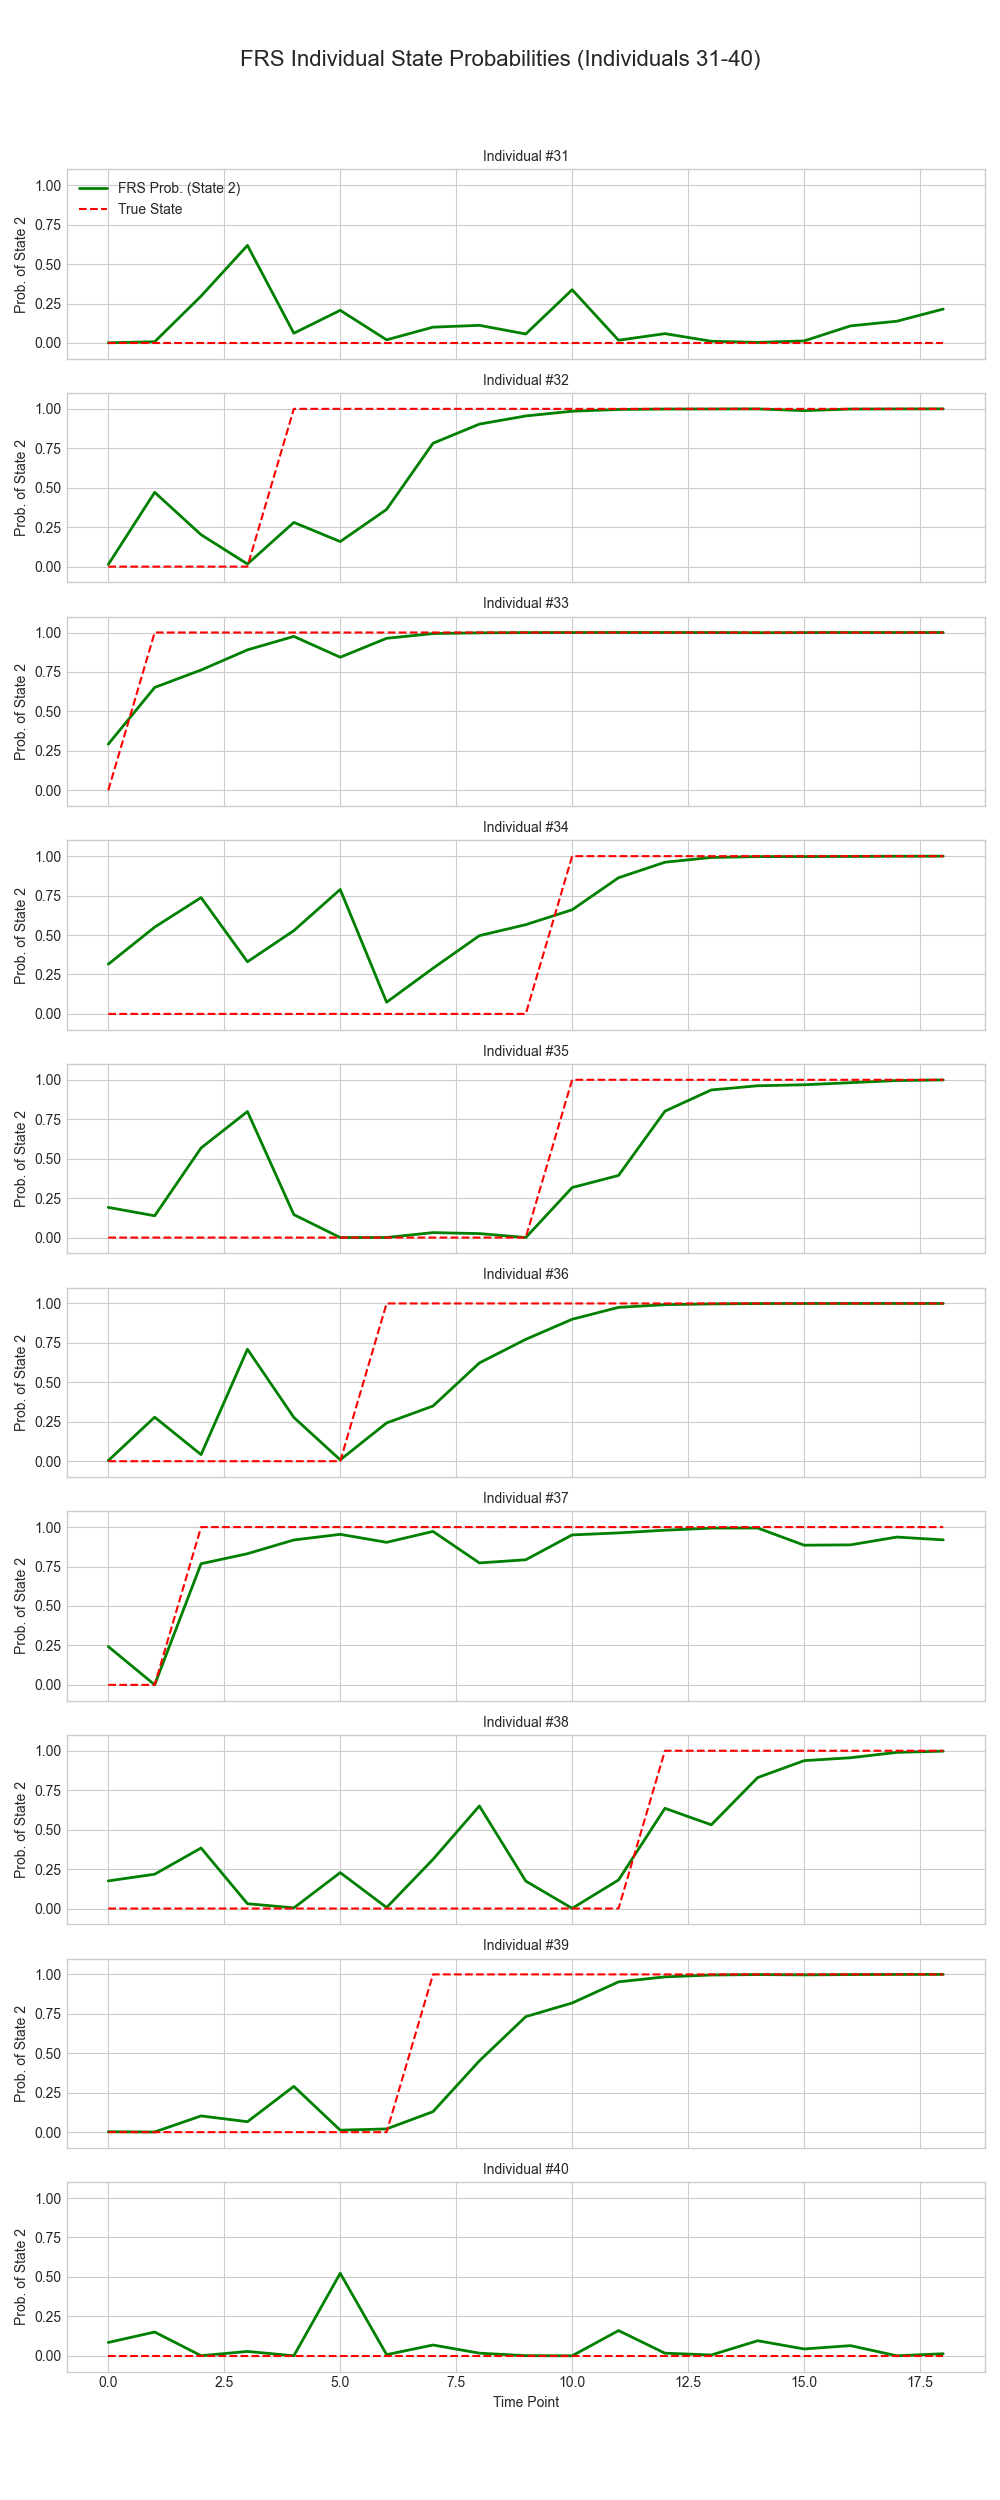 FRS Individual State Probabilities (Individuals 31-40)
Individual #31
1.00
0.75
0.50
0.25
0.00
Prob. of State 2
FRS Prob. (State 2)
True State
Individual #32
1.00
0.75
0.50
0.25
0.00
Prob. of State 2
Individual #33
1.00
0.75
0.50
0.25
0.00
Prob. of State 2
Individual #34
1.00
0.75
0.50
0.25
0.00
Prob. of State 2
Individual #35
1.00
0.75
0.50
0.25
0.00
Prob. of State 2
Individual #36
1.00
0.75
0.50
0.25
0.00
Prob. of State 2
Individual #37
1.00
0.75
0.50
0.25
0.00
Prob. of State 2
Individual #38
1.00
0.75
0.50
0.25
0.00
Prob. of State 2
Individual #39
1.00
0.75
0.50
0.25
0.00
Prob. of State 2
Individual #40
1.00
0.75
0.50
0.25
0.00
Prob. of State 2
0.0 2.5 5.0 7.5 10.0 12.5 15.0 17.5
Time Point